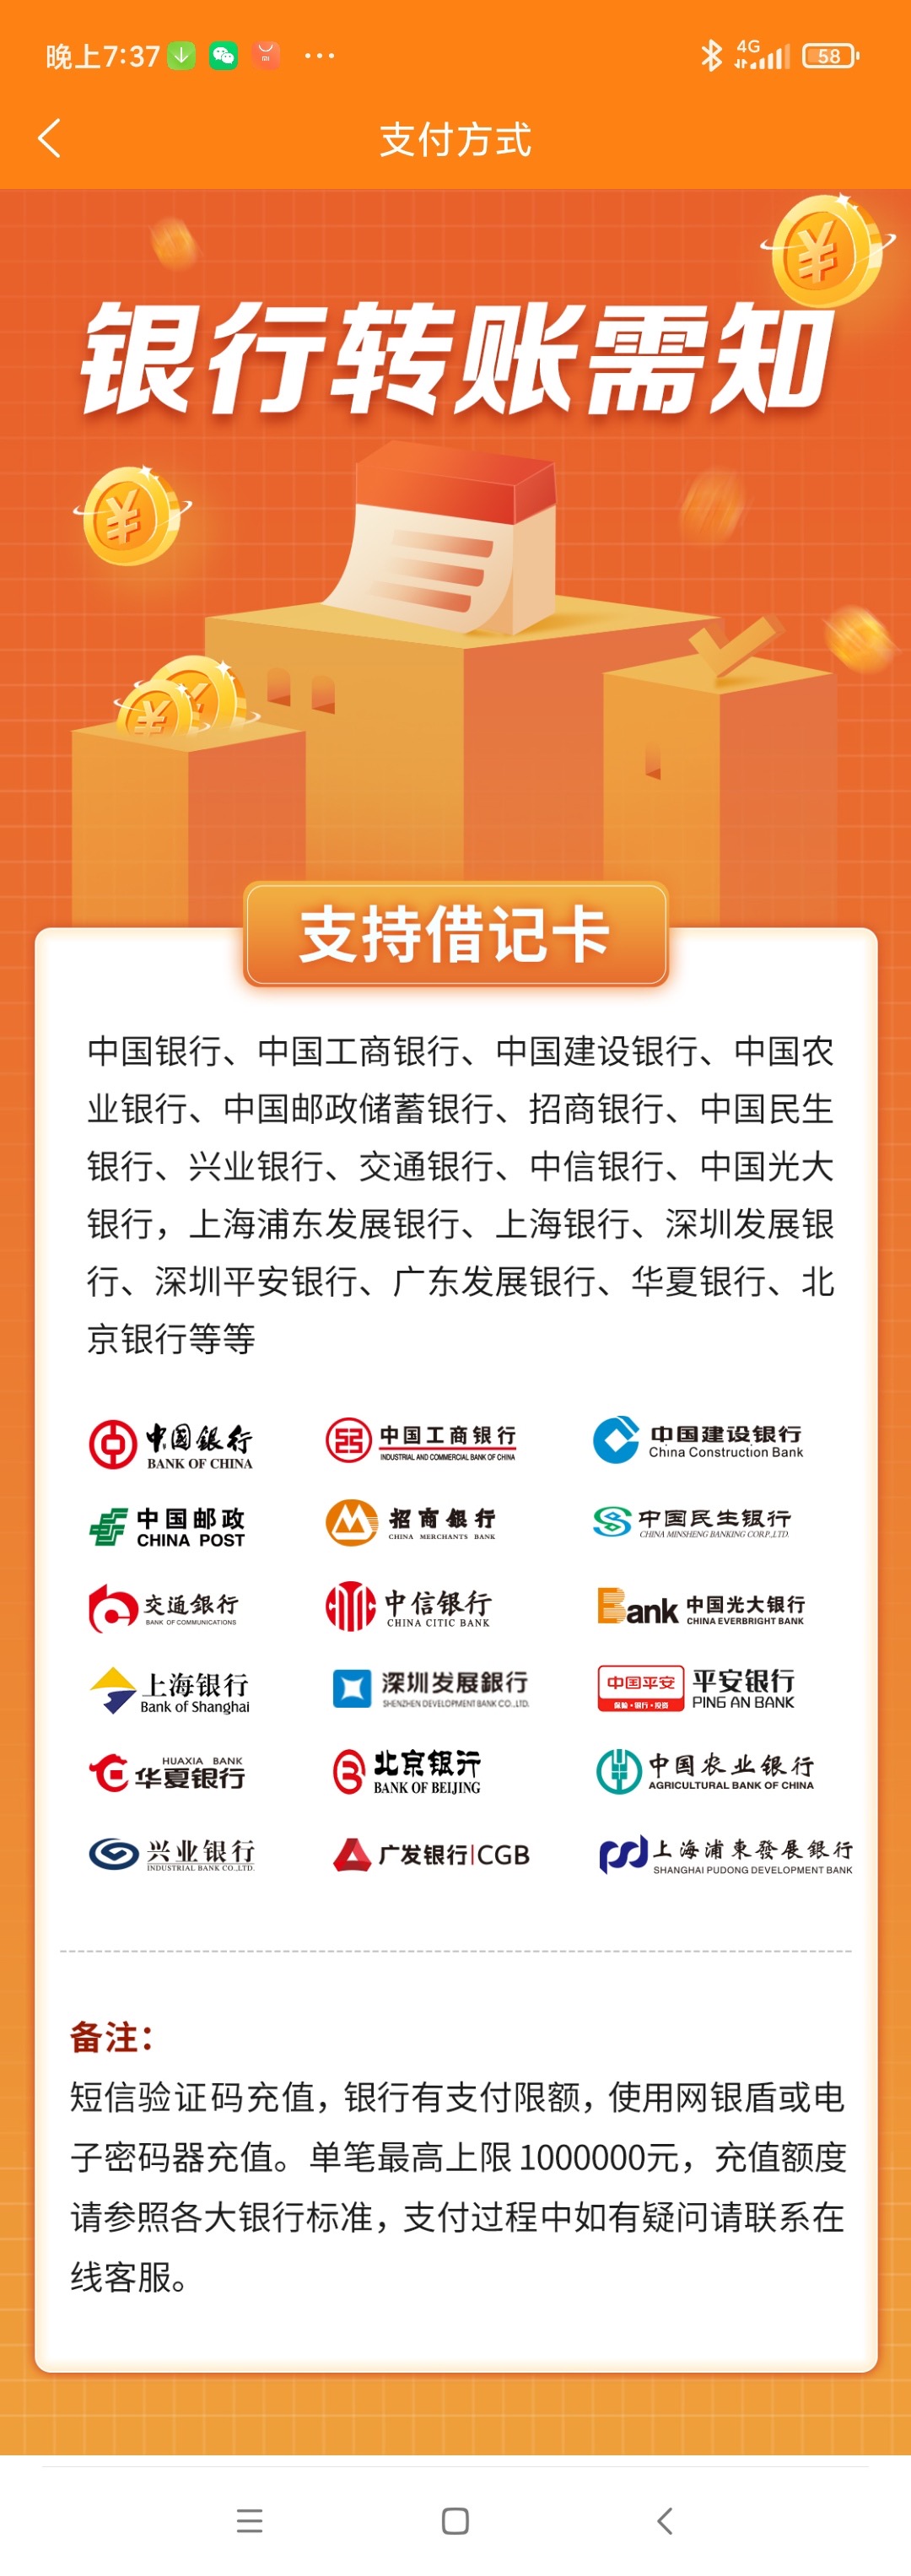 晚上7:37
4G
58
支付方式
银行转账需知
支持借记卡
中国银行、中国工商银行、中国建设银行、中国农
业银行、中国邮政储蓄银行、招商银行、中国民生
银行、兴业银行、交通银行、中信银行、中国光大
银行，上海浦东发展银行、上海银行、深圳发展银
行、深圳平安银行、广东发展银行、华夏银行、北
京银行等等
中国银行
BANK OF CHINA
中国工商银行
INDUSTRIAL AND COMMERCIAL BANK OF CHINA
中国建设银行
China Construction Bank
中国邮政
CHINA POST
招商银行
CHINA MERCHANTS BANK
中国民生银行
CHINA MINSHENG BANKING CORP.,LTD.
交通銀行
BANK OF COMMUNICATIONS
中信银行
CHINA CITIC BANK
Bank 中国光大银行
CHINA EVERBRIGHT BANK
上海银行
Bank of Shanghai
深圳发展銀行
SHENZHEN DEVELOPMENT BANK CO.,LTD.
中国平安
保险·银行·投资
平安银行
PING AN BANK
HUAXIA BANK
华夏银行
北京银行
BANK OF BEIJING
中国农业银行
AGRICULTURAL BANK OF CHINA
兴业银行
INDUSTRIAL BANK CO.,LTD.
广发银行|CGB
上海浦東發展銀行
SHANGHAI PUDONG DEVELOPMENT BANK
备注：
短信验证码充值，银行有支付限额，使用网银盾或电
子密码器充值。单笔最高上限1000000元，充值额度
请参照各大银行标准，支付过程中如有疑问请联系在
线客服。